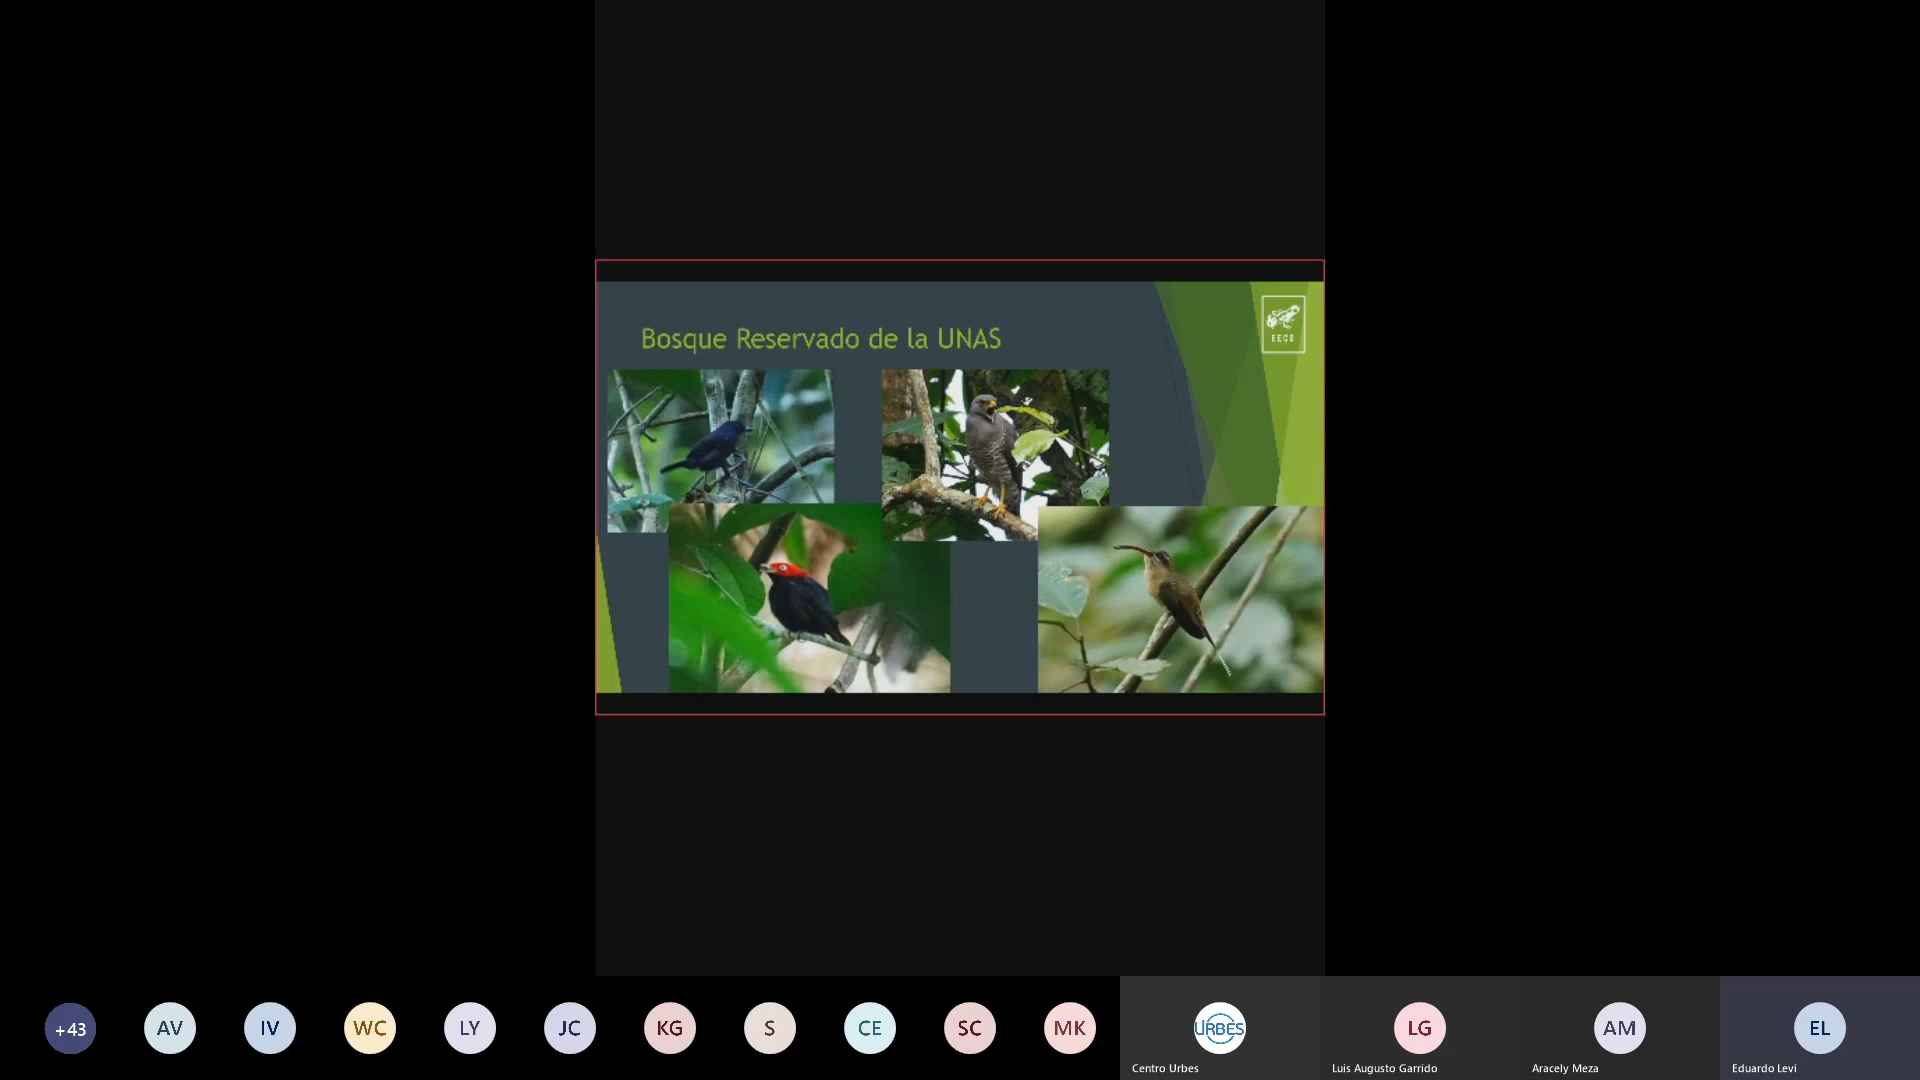 Bosque Reservado de la UNAS
EECO
+43
AV
IV
WC
LY
JC
KG
S
CE
SC
MK
URBES
LG
AM
EL
Centro Urbes
Luis Augusto Garrido
Aracely Meza
Eduardo Levi